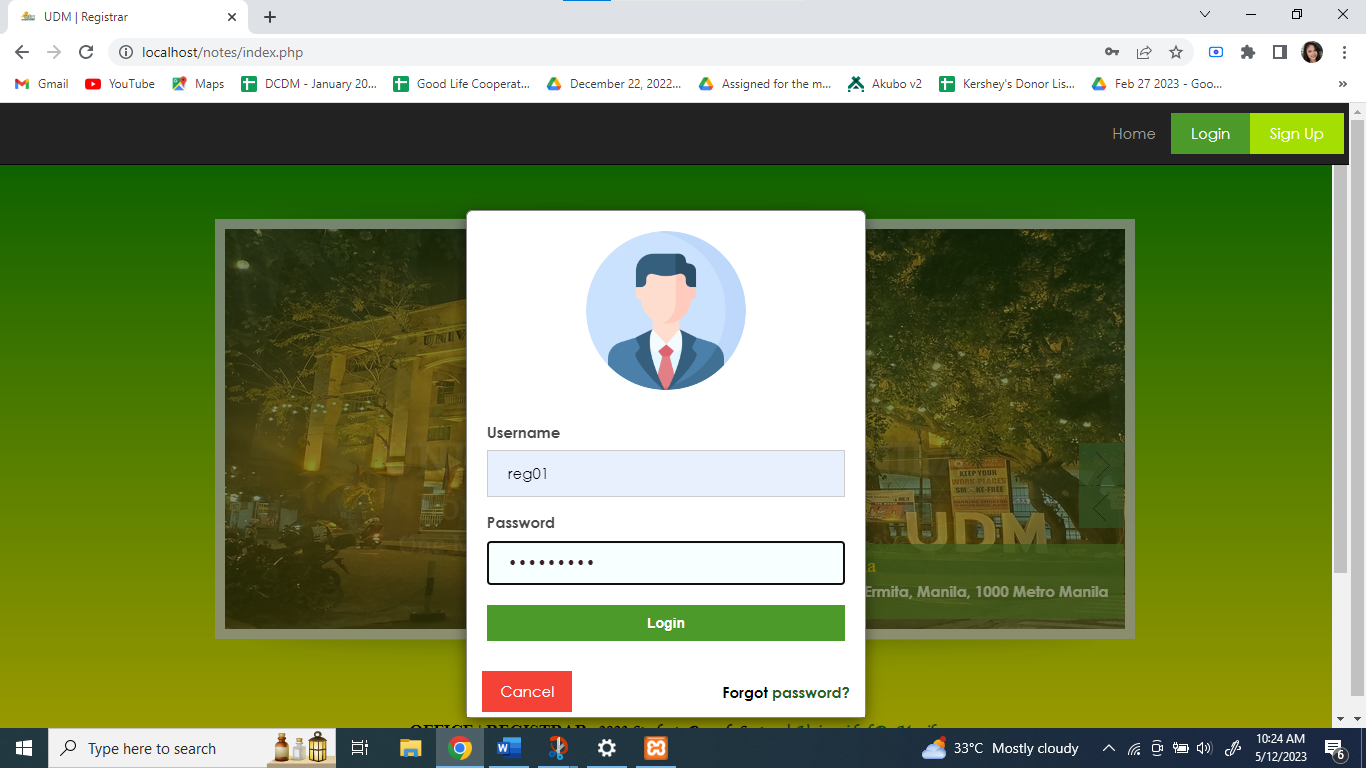 UDM | Registrar
localhost/notes/index.php
Gmail
YouTube
Maps
DCDM - January 20...
Good Life Cooperat...
December 22, 2022...
Assigned for the m...
Akubo v2
Kershey's Donor Lis...
Feb 27 2023 - Goo...
»
Home
Login
Sign Up
Username
reg01
Password
•••••••••
Login
Cancel
Forgot password?
KEEP YOUR
WORK-PLACES
UDM
a
Ermita, Manila, 1000 Metro Manila
Type here to search
33°C Mostly cloudy
10:24 AM
5/12/2023
6